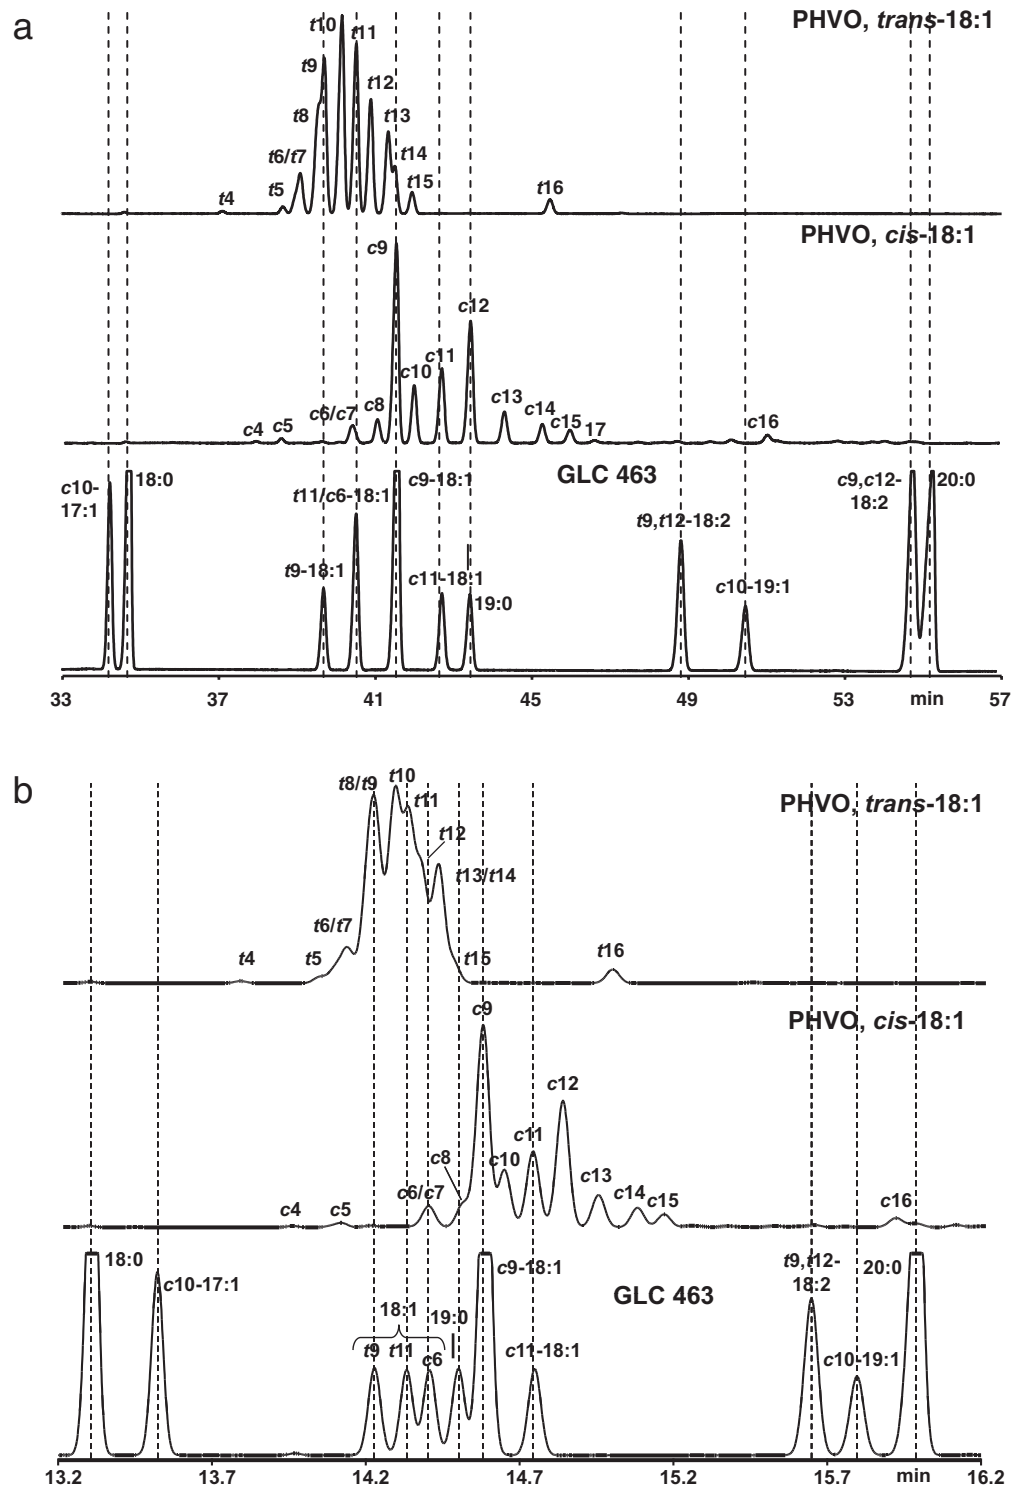 a
PHVO, trans-18:1
t4
t5
t6/t7
t8
t9
t10
t11
t12
t13
t14
t15
t16
PHVO, cis-18:1
c4
c5
c6/c7
c8
c9
c10
c11
c12
c13
c14
c15
17
c16
GLC 463
c10-
17:1
18:0
t9-18:1
t11/c6-18:1
c9-18:1
c11-18:1
19:0
t9,t12-18:2
c10-19:1
c9,c12-
18:2
20:0
33 37 41 45 49 53 min 57
b
PHVO, trans-18:1
t4
t5
t6/t7
t8/t9
t10
t11
t12
t13/t14
t15
t16
PHVO, cis-18:1
c4
c5
c6/c7
c8
c9
c10
c11
c12
c13
c14
c15
c16
GLC 463
18:0
c10-17:1
18:1
t9 t11 c6
19:0
c9-18:1
c11-18:1
t9,t12-
18:2
c10-19:1
20:0
13.2 13.7 14.2 14.7 15.2 15.7 min 16.2